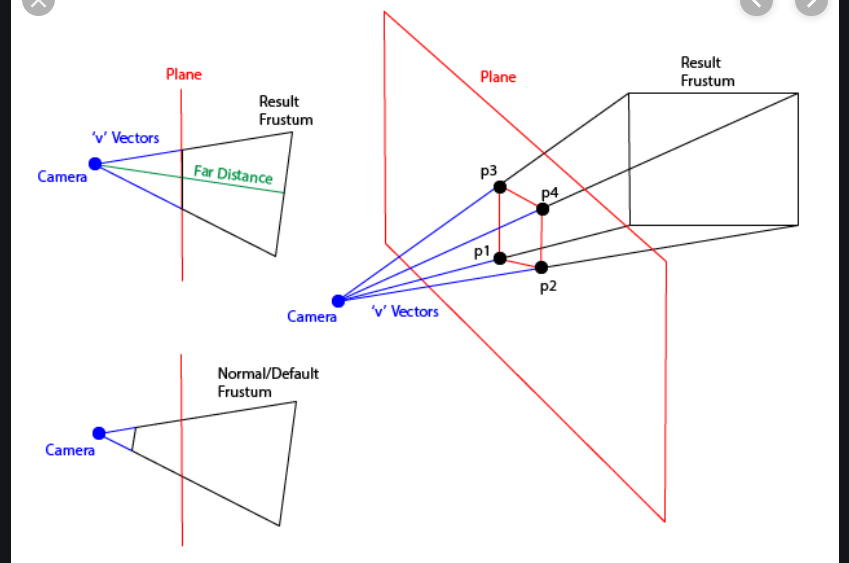 Plane
Result
Frustum
'v' Vectors
Far Distance
Camera
Plane
Result
Frustum
p3
p4
p1
p2
Camera
'v' Vectors
Normal/Default
Frustum
Camera